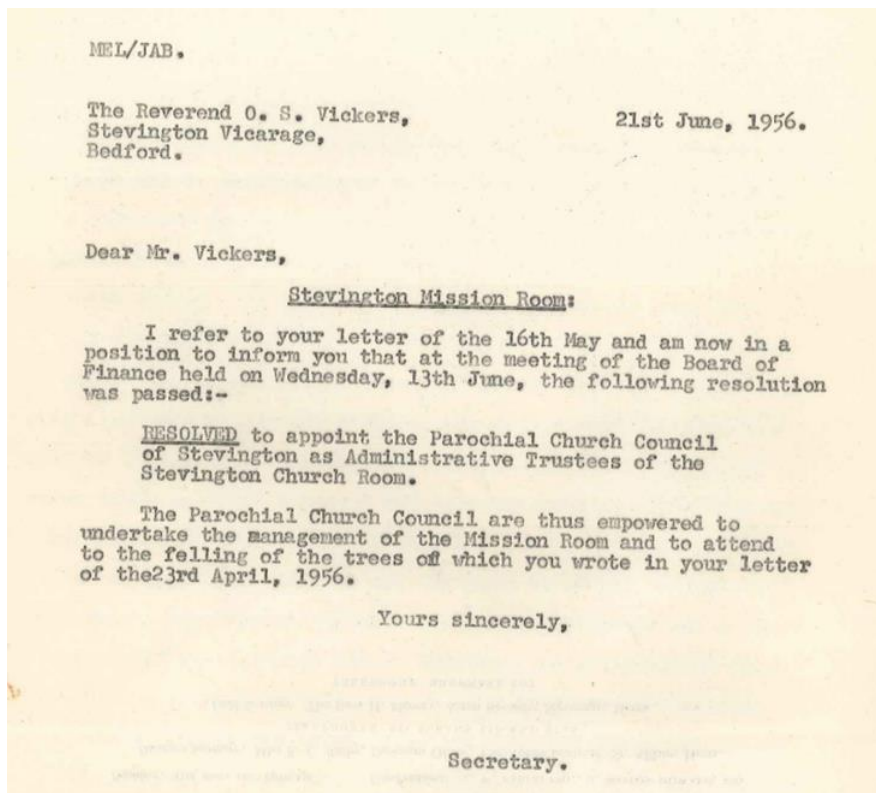 MEL/JAB.
The Reverend O. S. Vickers,
21st June, 1956.
Stevington Vicarage,
Bedford.
Dear Mr. Vickers,
Stevington Mission Room:
I refer to your letter of the 16th May and am now in a
position to inform you that at the meeting of the Board of
Finance held on Wednesday, 13th June, the following resolution
was passed:-
RESOLVED to appoint the Parochial Church Council
of Stevington as Administrative Trustees of the
Stevington Church Room.
The Parochial Church Council are thus empowered to
undertake the management of the Mission Room and to attend
to the felling of the trees of which you wrote in your letter
of the23rd April, 1956.
Yours sincerely,
Secretary.